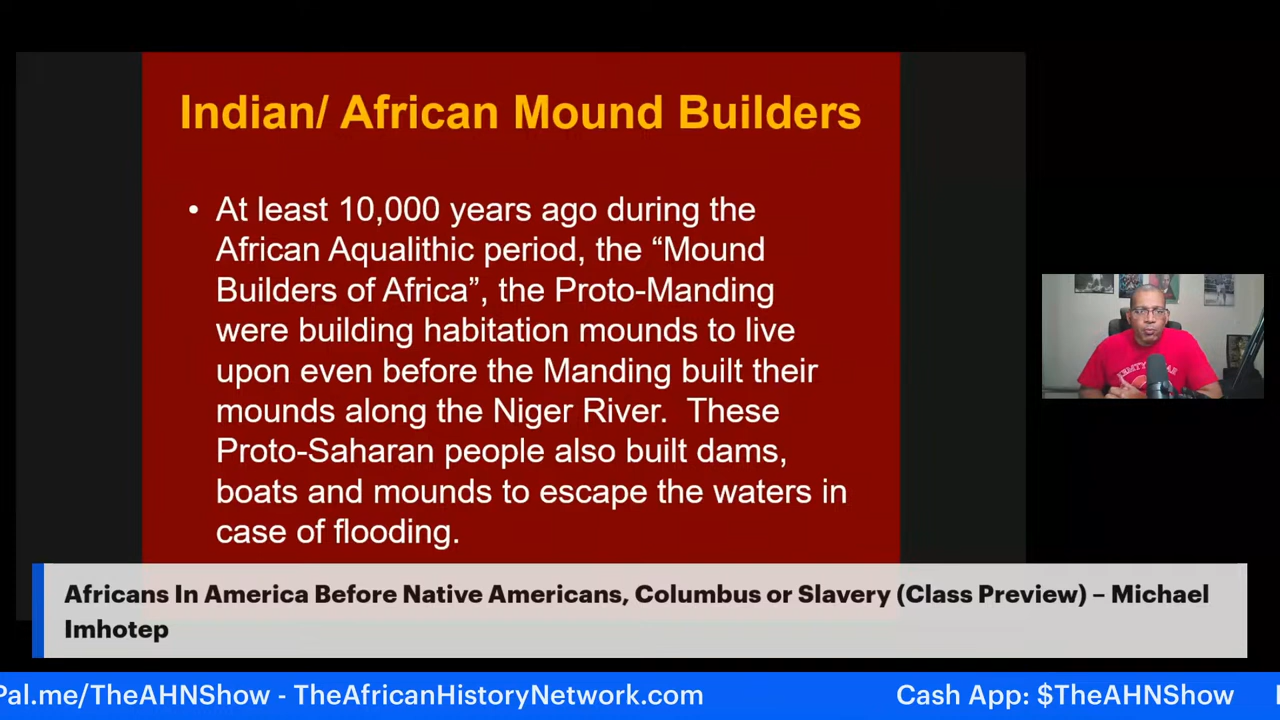 Indian/ African Mound Builders
• At least 10,000 years ago during the
African Aqualithic period, the “Mound
Builders of Africa”, the Proto-Manding
were building habitation mounds to live
upon even before the Manding built their
mounds along the Niger River.  These
Proto-Saharan people also built dams,
boats and mounds to escape the waters in
case of flooding.
Africans In America Before Native Americans, Columbus or Slavery (Class Preview) – Michael
Imhotep
Pal.me/TheAHNShow - TheAfricanHistoryNetwork.com Cash App: $TheAHNShow